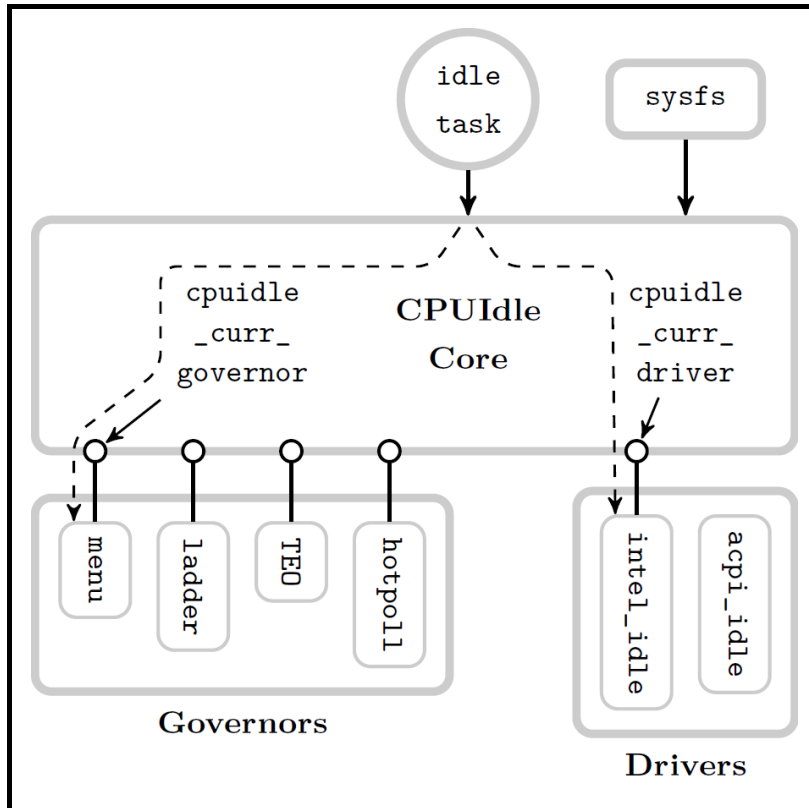 idle
task
sysfs
cpuidle
_curr_
governor
CPUIdle
Core
cpuidle
_curr_
driver
menu
ladder
TEO
hotpoll
intel_idle
acpi_idle
Governors
Drivers